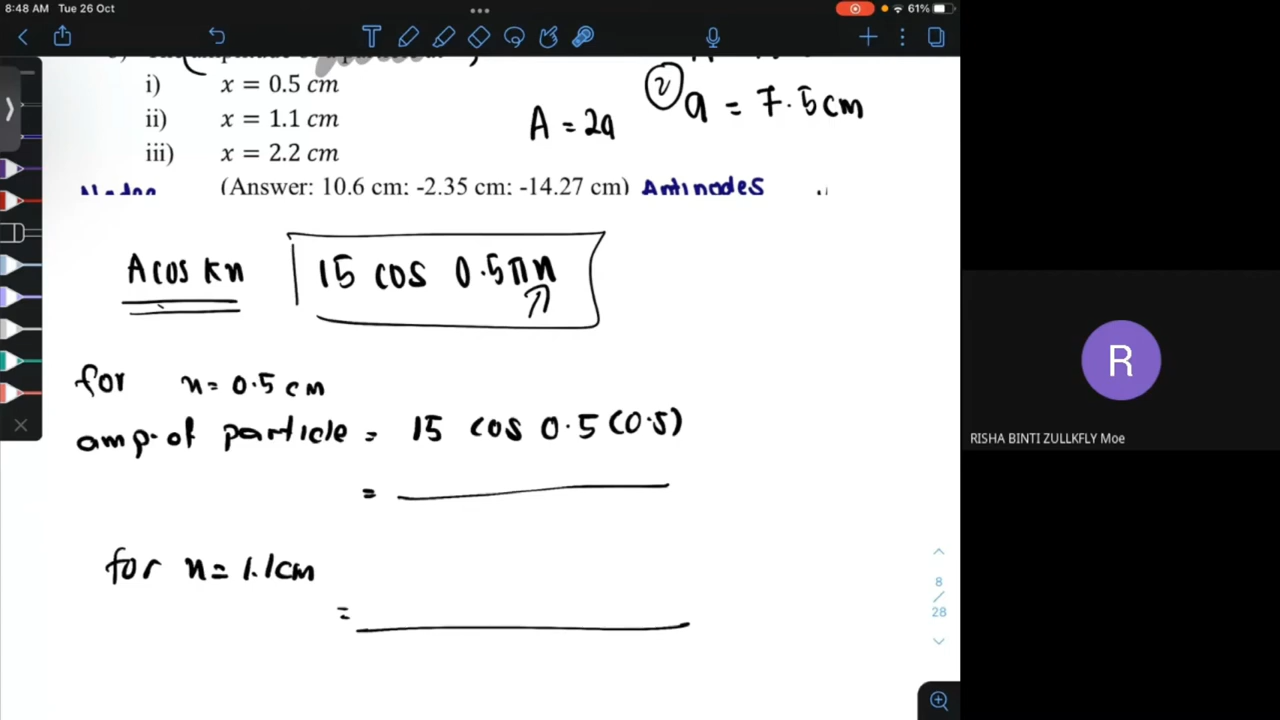 8:48 AM Tue 26 Oct
61%
i) x = 0.5 cm
ii) x = 1.1 cm
iii) x = 2.2 cm
A = 2a
a = 7.5cm
(Answer: 10.6 cm: -2.35 cm: -14.27 cm) Antinodes
A cos kx
15 cos 0.5πx
for x = 0.5 cm
amp. of particle = 15 cos 0.5 (0.5)
=
for x = 1.1cm
=
8
/
28
R
RISHA BINTI ZULLKFLY Moe